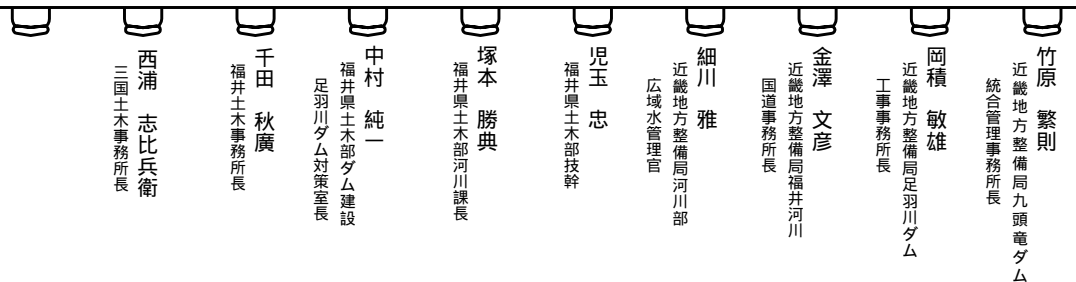 竹原 繁則
近畿地方整備局九頭竜ダム
統合管理事務所長
岡積 敏雄
近畿地方整備局足羽川ダム
工事事務所長
金澤 文彦
近畿地方整備局福井河川
国道事務所長
細川 雅
近畿地方整備局河川部
広域水管理官
児玉 忠
福井県土木部技幹
塚本 勝典
福井県土木部河川課長
中村 純一
福井県土木部ダム建設
足羽川ダム対策室長
千田 秋廣
福井土木事務所長
西浦 志比兵衛
三国土木事務所長